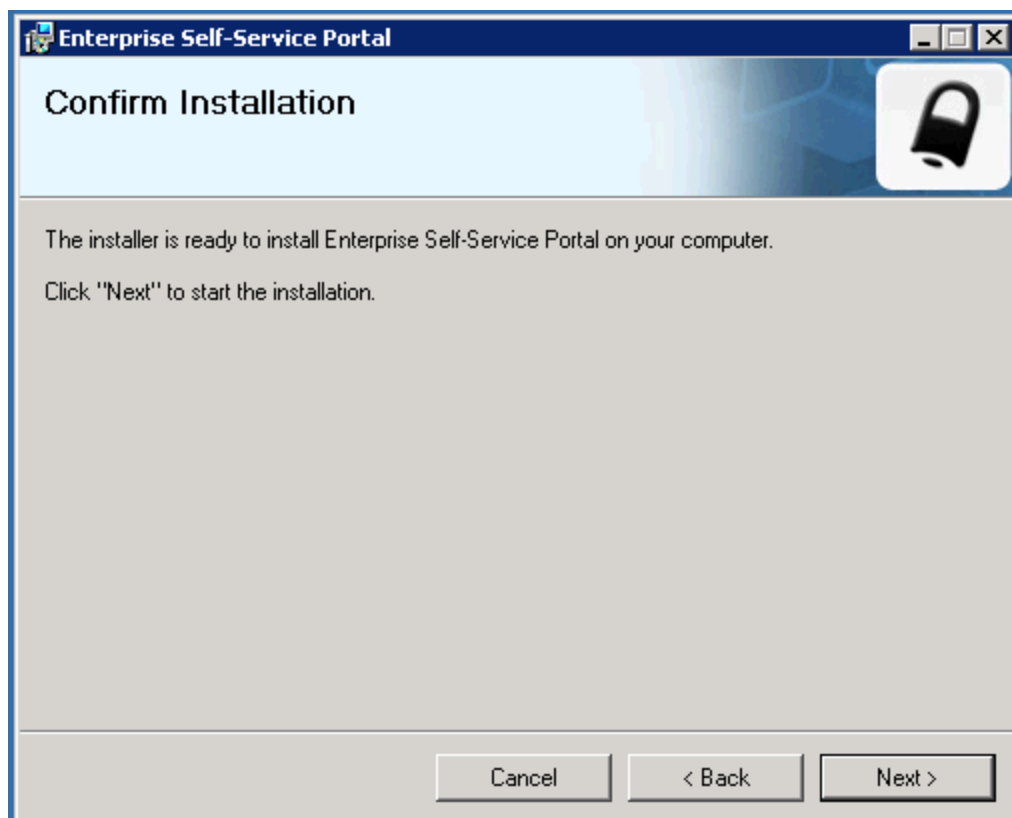 Enterprise Self-Service Portal
Confirm Installation
The installer is ready to install Enterprise Self-Service Portal on your computer.
Click "Next" to start the installation.
Cancel
< Back
Next >